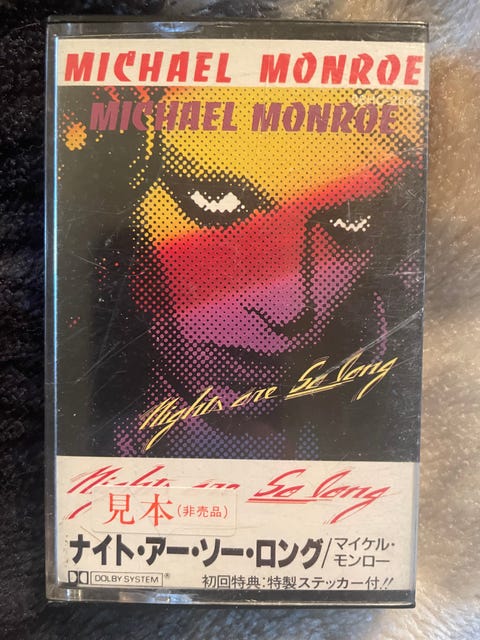 MICHAEL MONROE
MICHAEL MONROE
Nights are So long
Nights are So long
見本(非売品)
ナイト・アー・ソー・ロング/マイケル・
モンロー
DOLBY SYSTEM®
初回特典:特製ステッカー付!!